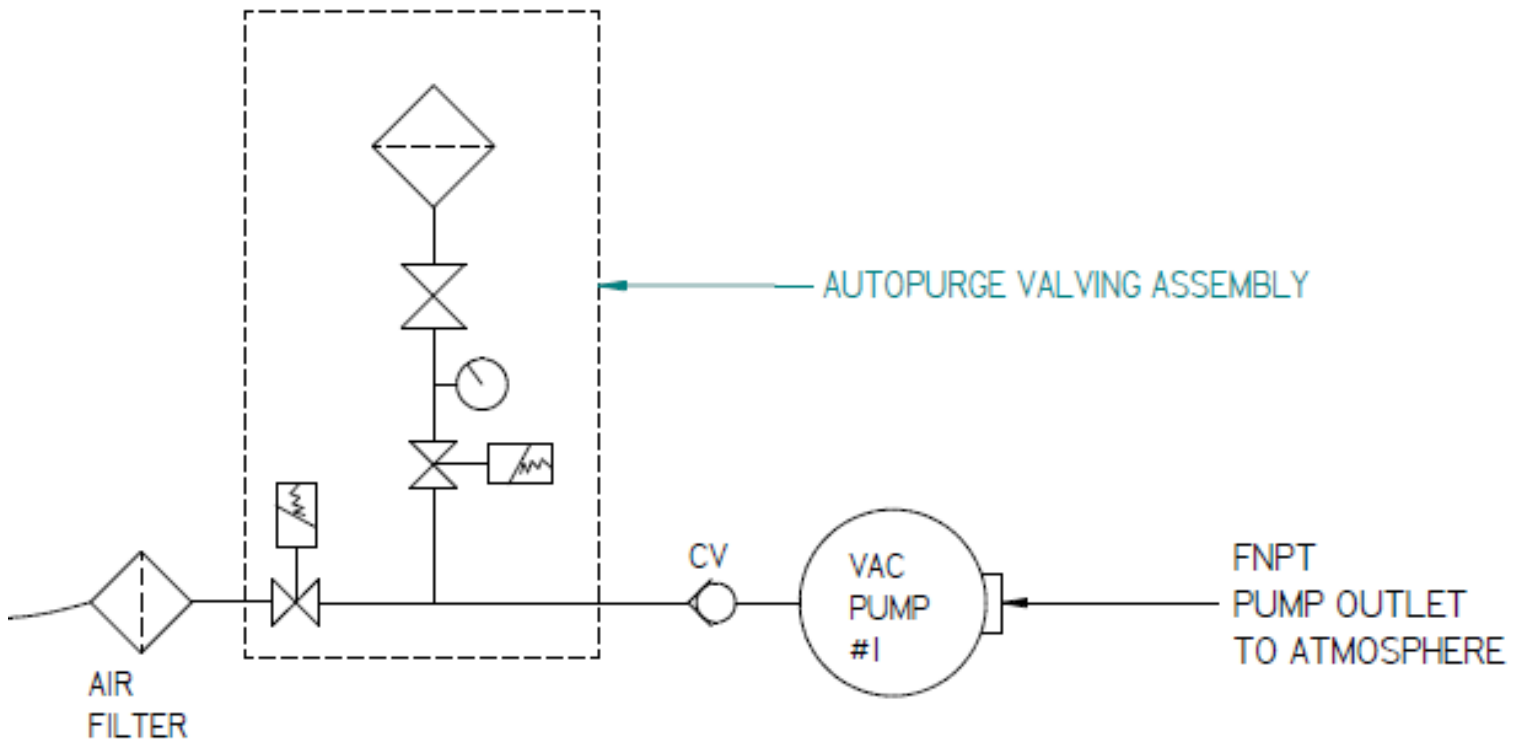 AUTOPURGE VALVING ASSEMBLY
CV
VAC
PUMP
#1
FNPT
PUMP OUTLET
TO ATMOSPHERE
AIR
FILTER